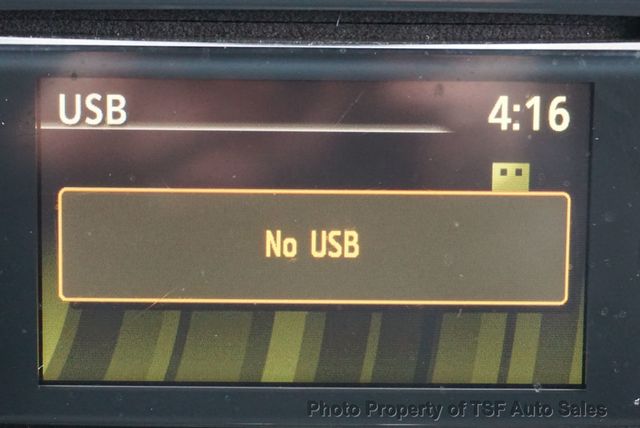 USB 4:16
No USB
Photo Property of TSF Auto Sales